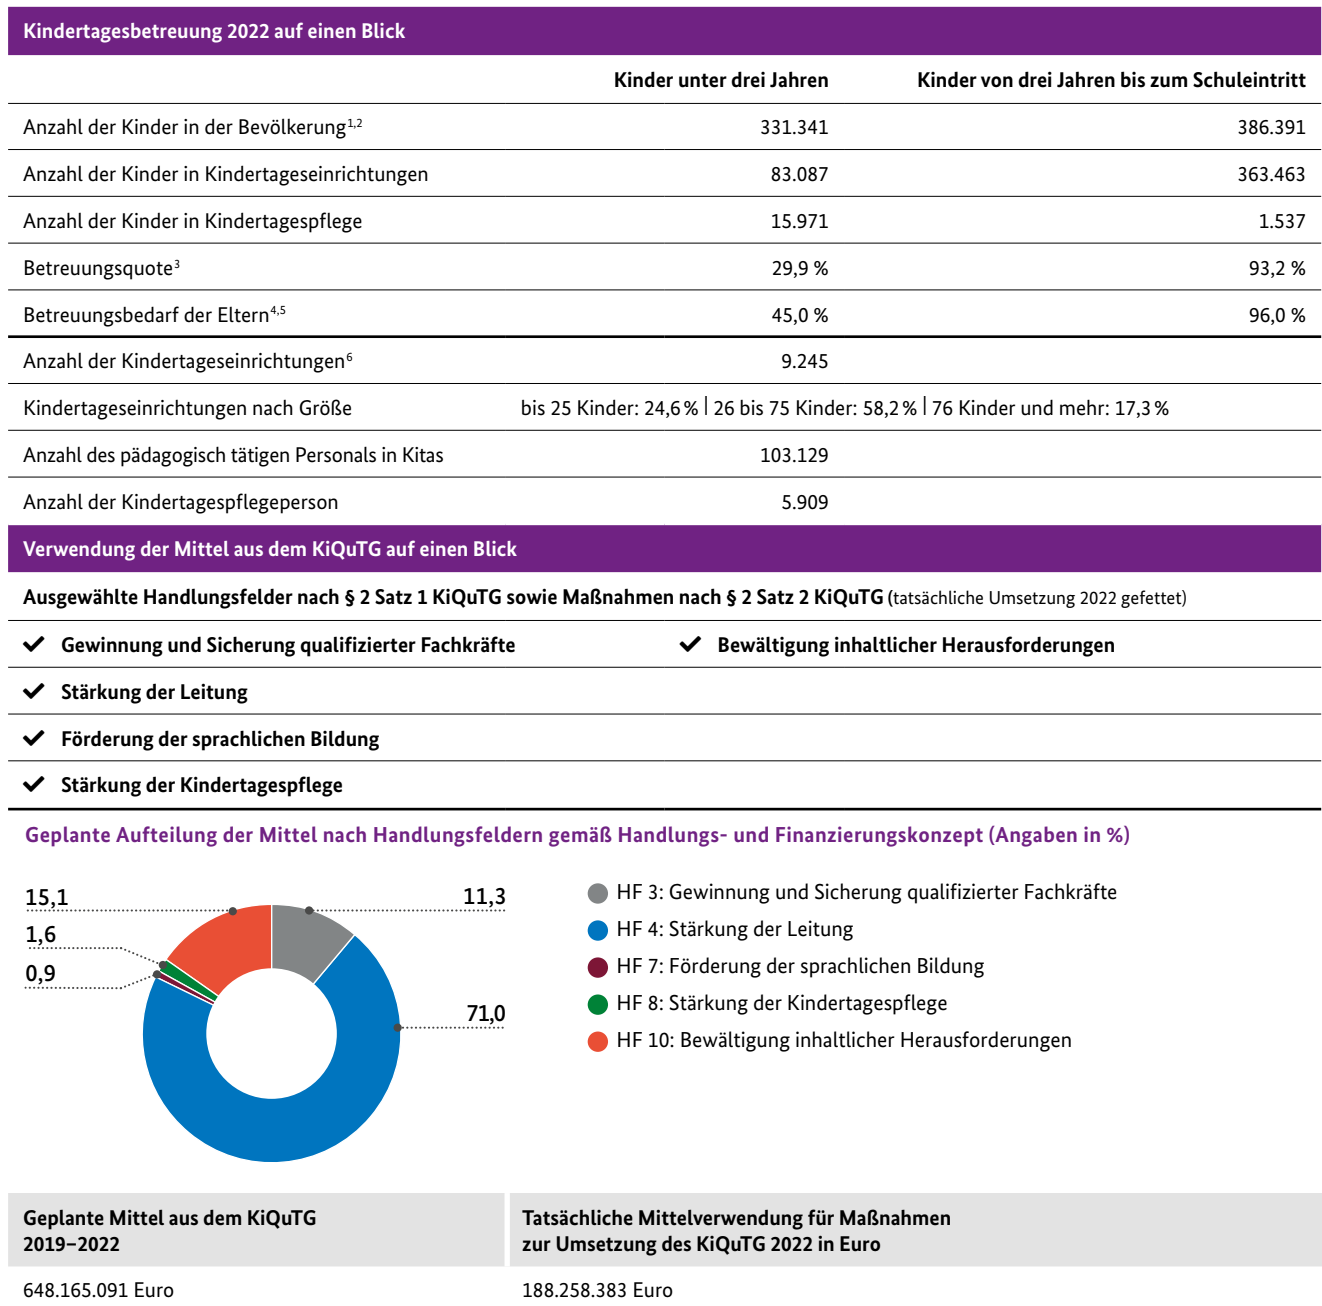 Kindertagesbetreuung 2022 auf einen Blick
Kinder unter drei Jahren Kinder von drei Jahren bis zum Schuleintritt
Anzahl der Kinder in der Bevölkerung1,2 331.341 386.391
Anzahl der Kinder in Kindertageseinrichtungen 83.087 363.463
Anzahl der Kinder in Kindertagespflege 15.971 1.537
Betreuungsquote3 29,9 % 93,2 %
Betreuungsbedarf der Eltern4,5 45,0 % 96,0 %
Anzahl der Kindertageseinrichtungen6 9.245
Kindertageseinrichtungen nach Größe bis 25 Kinder: 24,6 % | 26 bis 75 Kinder: 58,2 % | 76 Kinder und mehr: 17,3 %
Anzahl des pädagogisch tätigen Personals in Kitas 103.129
Anzahl der Kindertagespflegeperson 5.909
Verwendung der Mittel aus dem KiQuTG auf einen Blick
Ausgewählte Handlungsfelder nach § 2 Satz 1 KiQuTG sowie Maßnahmen nach § 2 Satz 2 KiQuTG (tatsächliche Umsetzung 2022 gefettet)
✔ Gewinnung und Sicherung qualifizierter Fachkräfte ✔ Bewältigung inhaltlicher Herausforderungen
✔ Stärkung der Leitung
✔ Förderung der sprachlichen Bildung
✔ Stärkung der Kindertagespflege
Geplante Aufteilung der Mittel nach Handlungsfeldern gemäß Handlungs- und Finanzierungskonzept (Angaben in %)
15,1
1,6
0,9
11,3
71,0
HF 3: Gewinnung und Sicherung qualifizierter Fachkräfte
HF 4: Stärkung der Leitung
HF 7: Förderung der sprachlichen Bildung
HF 8: Stärkung der Kindertagespflege
HF 10: Bewältigung inhaltlicher Herausforderungen
Geplante Mittel aus dem KiQuTG
2019–2022
Tatsächliche Mittelverwendung für Maßnahmen
zur Umsetzung des KiQuTG 2022 in Euro
648.165.091 Euro 188.258.383 Euro